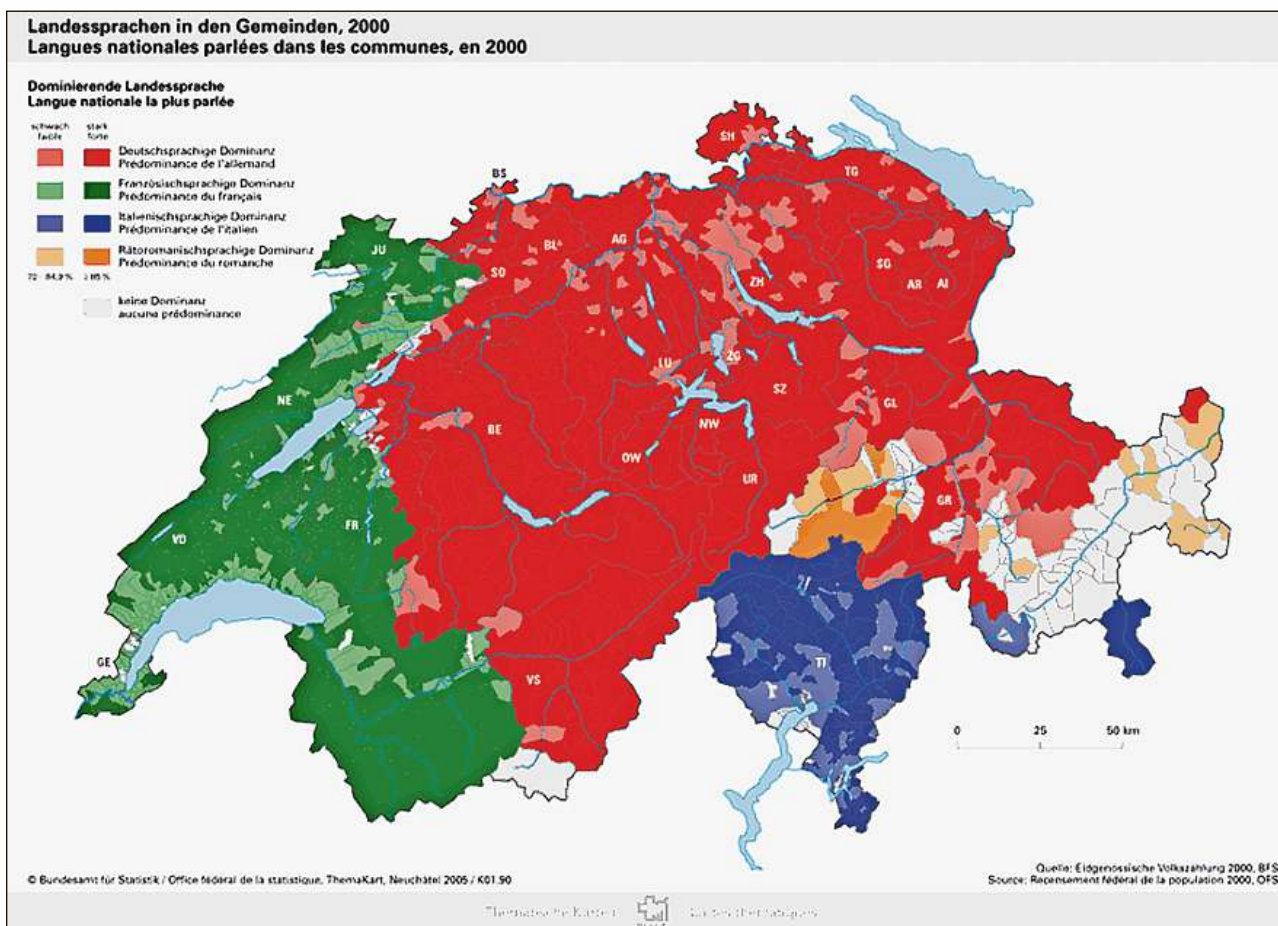 Landessprachen in den Gemeinden, 2000
Langues nationales parlées dans les communes, en 2000
Dominierende Landessprache
Langue nationale la plus parlée
schwach stark
faible forte
Deutschsprachige Dominanz
Prédominance de l'allemand
Französischsprachige Dominanz
Prédominance du français
Italienischsprachige Dominanz
Prédominance de l'italien
Rätoromanischsprachige Dominanz
Prédominance du romanche
keine Dominanz
aucune prédominance
SH
BS
TG
JU
BL
AG
SO
ZH
SG
AR
AI
LU
ZG
SZ
NE
BE
GL
NW
OW
UR
GR
FR
VD
GE
VS
TI
0 25 50 km
Quelle: Eidgenössische Volkszählung 2000, BFS
© Bundesamt für Statistik / Office fédéral de la statistique, ThemaKart, Neuchâtel 2005 / K01.90
Source: Recensement fédéral de la population 2000, OFS
Thematische Karten